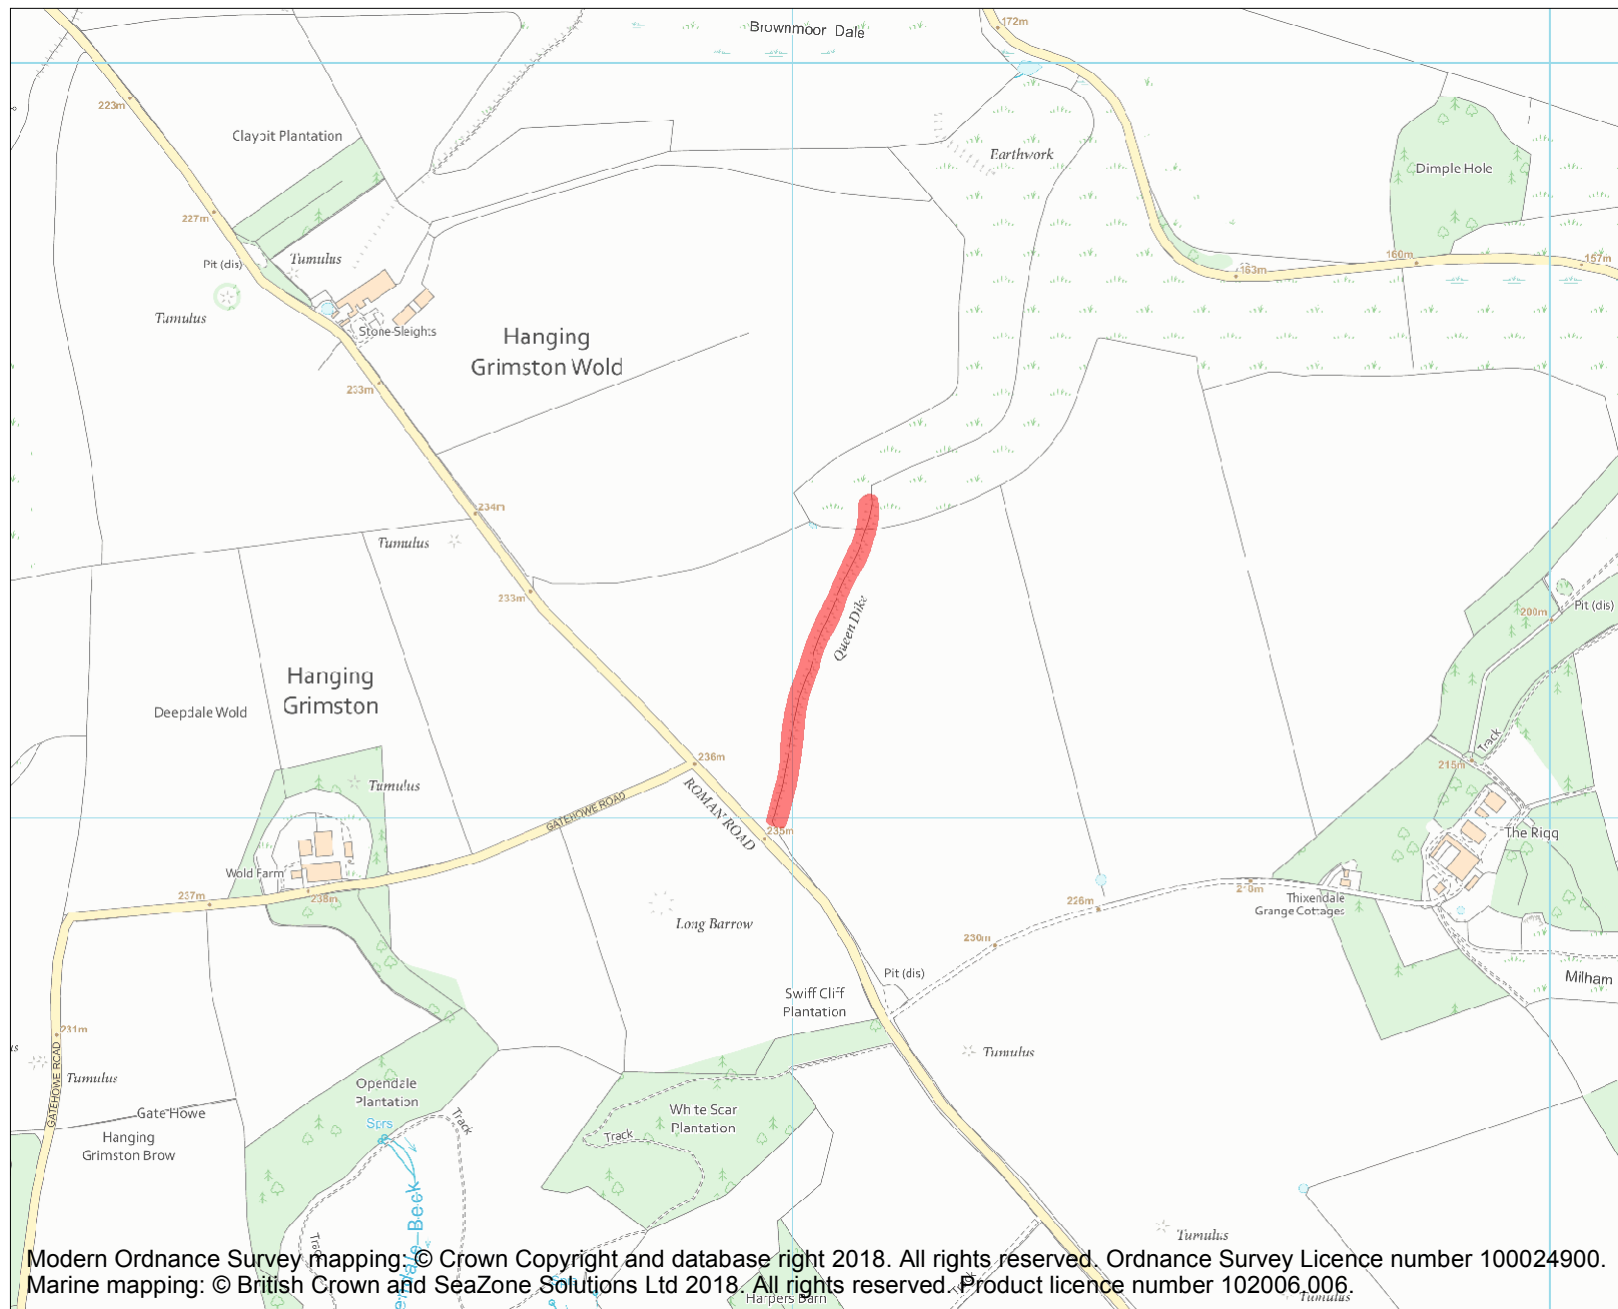 Brownmoor Dale
172m
223m
Claypit Plantation
Earthwork
Dimple Hole
227m
Pit (dis)
Tumulus
160m
157m
163m
Tumulus
Stone Sleights
Hanging
Grimston Wold
233m
234m
Tumulus
233m
Queen Dike
Pit (dis)
200m
Hanging
Grimston
Deepdale Wold
Track
236m
215m
Tumulus
GATEHOWE ROAD
ROMAN ROAD
235m
The Rigg
Wold Farm
237m
238m
210m
226m
Thixendale
Grange Cottages
Long Barrow
230m
Pit (dis)
Milham
Swiff Cliff
Plantation
231m
Tumulus
GATEHOWE ROAD
Tumulus
Opendale
Plantation
Gate Howe
Sprs
Track
White Scar
Plantation
Track
Hanging
Grimston Brow
Tumulus
Modern Ordnance Survey mapping: © Crown Copyright and database right 2018. All rights reserved. Ordnance Survey Licence number 100024900.
Marine mapping: © British Crown and SeaZone Solutions Ltd 2018. All rights reserved. Product licence number 102006.006.
Harpers Barn
Tumulus